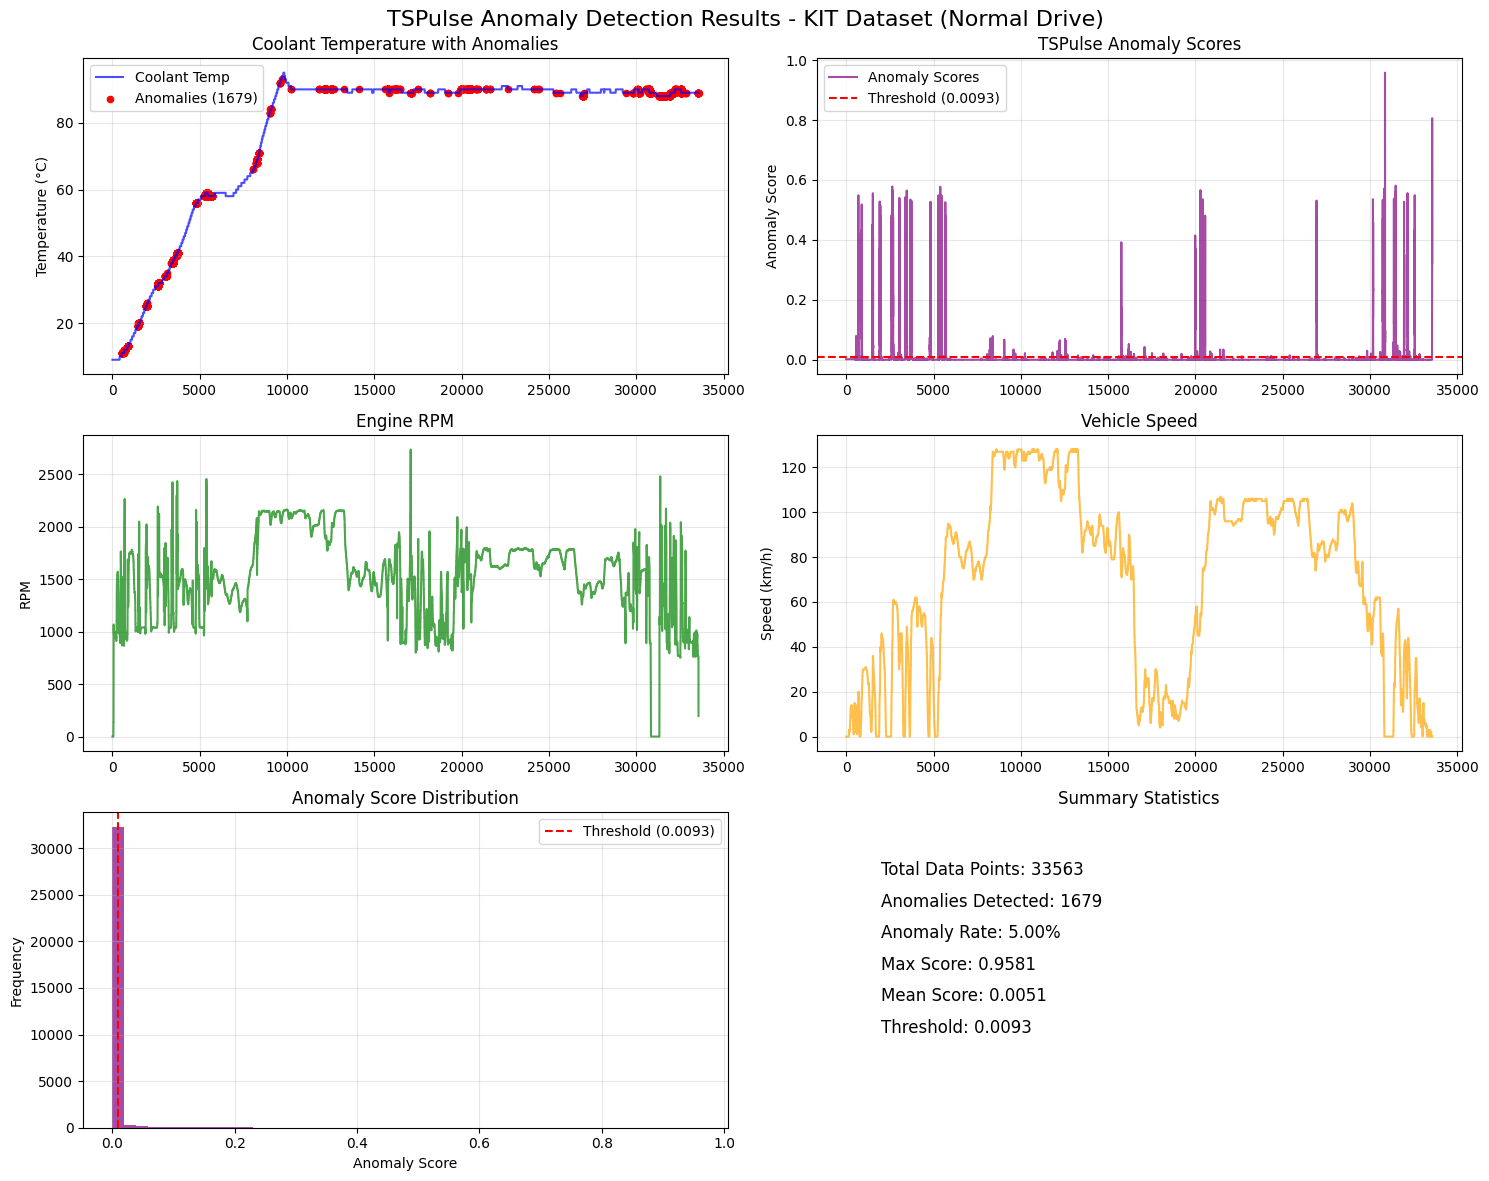 TSPulse Anomaly Detection Results - KIT Dataset (Normal Drive)
Coolant Temperature with Anomalies
Coolant Temp
Anomalies (1679)
Temperature (°C)
80
60
40
20
0 5000 10000 15000 20000 25000 30000 35000
TSPulse Anomaly Scores
Anomaly Scores
Threshold (0.0093)
Anomaly Score
1.0
0.8
0.6
0.4
0.2
0.0
0 5000 10000 15000 20000 25000 30000 35000
Engine RPM
RPM
2500
2000
1500
1000
500
0
0 5000 10000 15000 20000 25000 30000 35000
Vehicle Speed
Speed (km/h)
120
100
80
60
40
20
0
0 5000 10000 15000 20000 25000 30000 35000
Anomaly Score Distribution
Threshold (0.0093)
Frequency
30000
25000
20000
15000
10000
5000
0
0.0 0.2 0.4 0.6 0.8 1.0
Anomaly Score
Summary Statistics
Total Data Points: 33563
Anomalies Detected: 1679
Anomaly Rate: 5.00%
Max Score: 0.9581
Mean Score: 0.0051
Threshold: 0.0093